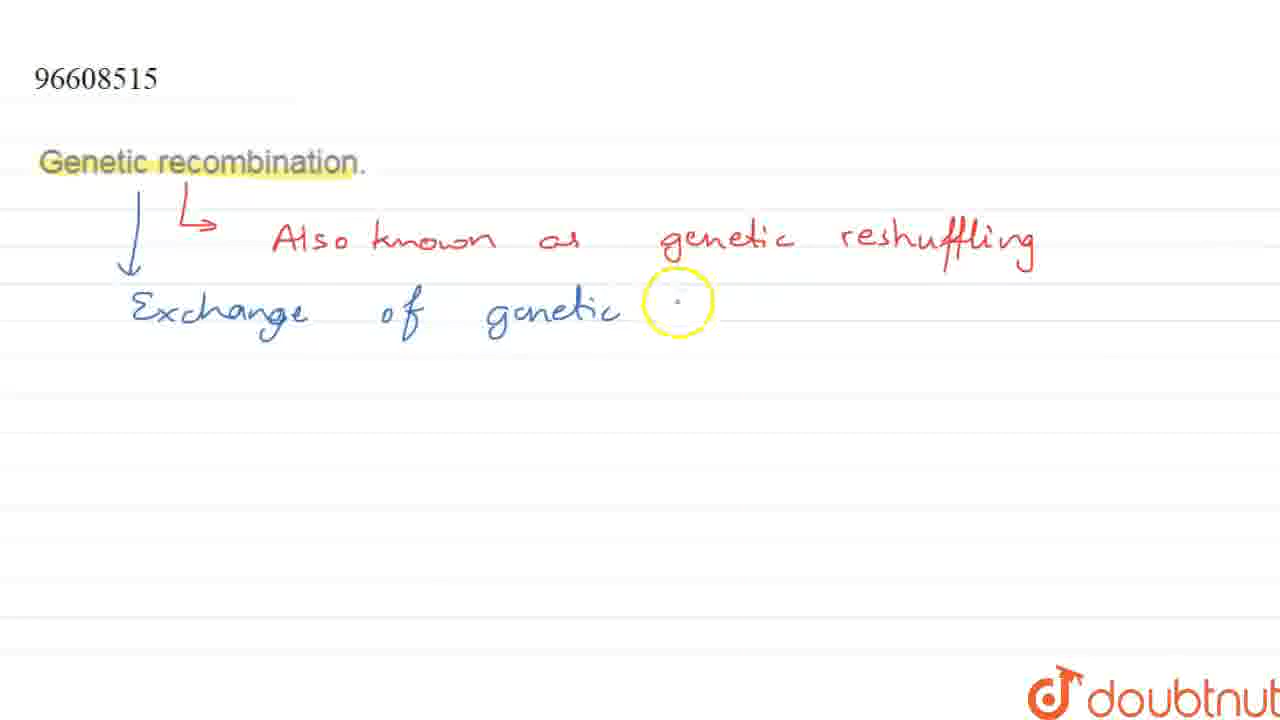 96608515
Genetic recombination.
Also known as genetic reshuffling
Exchange of genetic
doubtnut